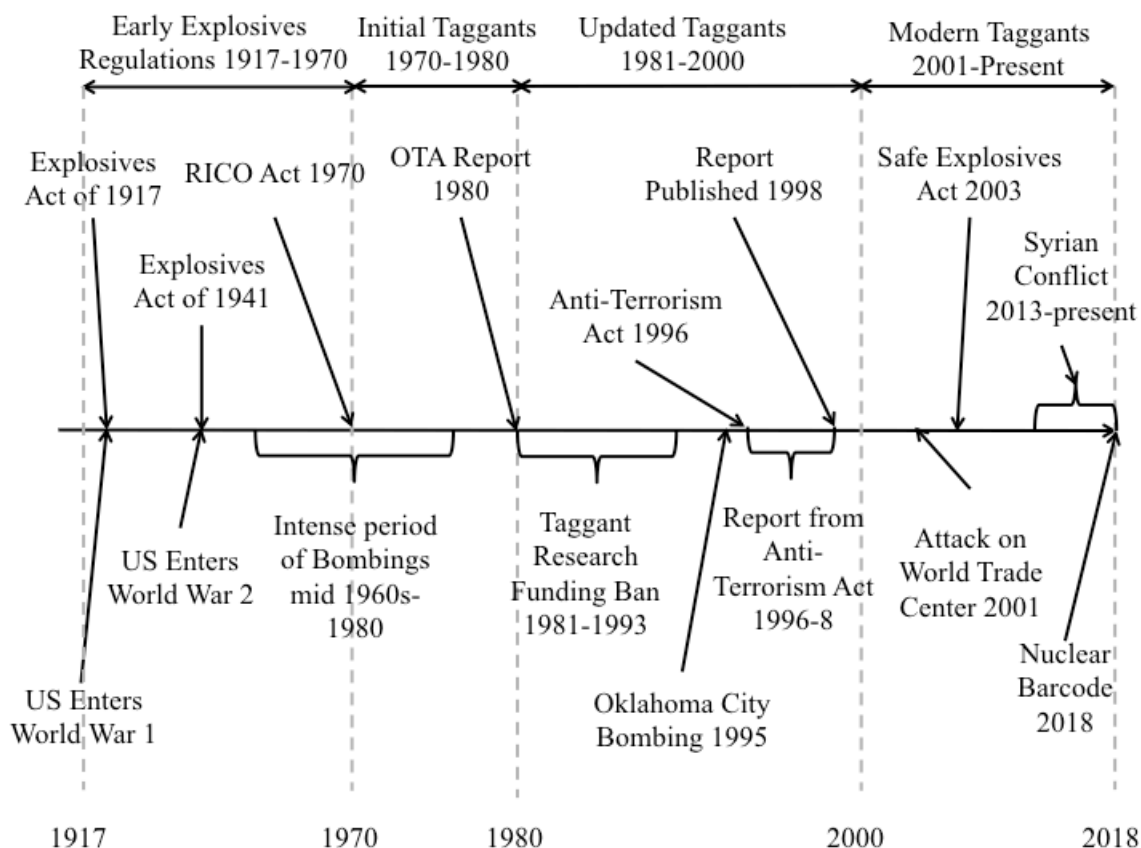 Early Explosives
Regulations 1917-1970
Initial Taggants
1970-1980
Updated Taggants
1981-2000
Modern Taggants
2001-Present
Explosives
Act of 1917
RICO Act 1970
OTA Report
1980
Report
Published 1998
Safe Explosives
Act 2003
Explosives
Act of 1941
Anti-Terrorism
Act 1996
Syrian
Conflict
2013-present
US Enters
World War 2
Intense period
of Bombings
mid 1960s-
1980
Taggant
Research
Funding Ban
1981-1993
Report from
Anti-
Terrorism Act
1996-8
Attack on
World Trade
Center 2001
US Enters
World War 1
Oklahoma City
Bombing 1995
Nuclear
Barcode
2018
1917
1970
1980
2000
2018